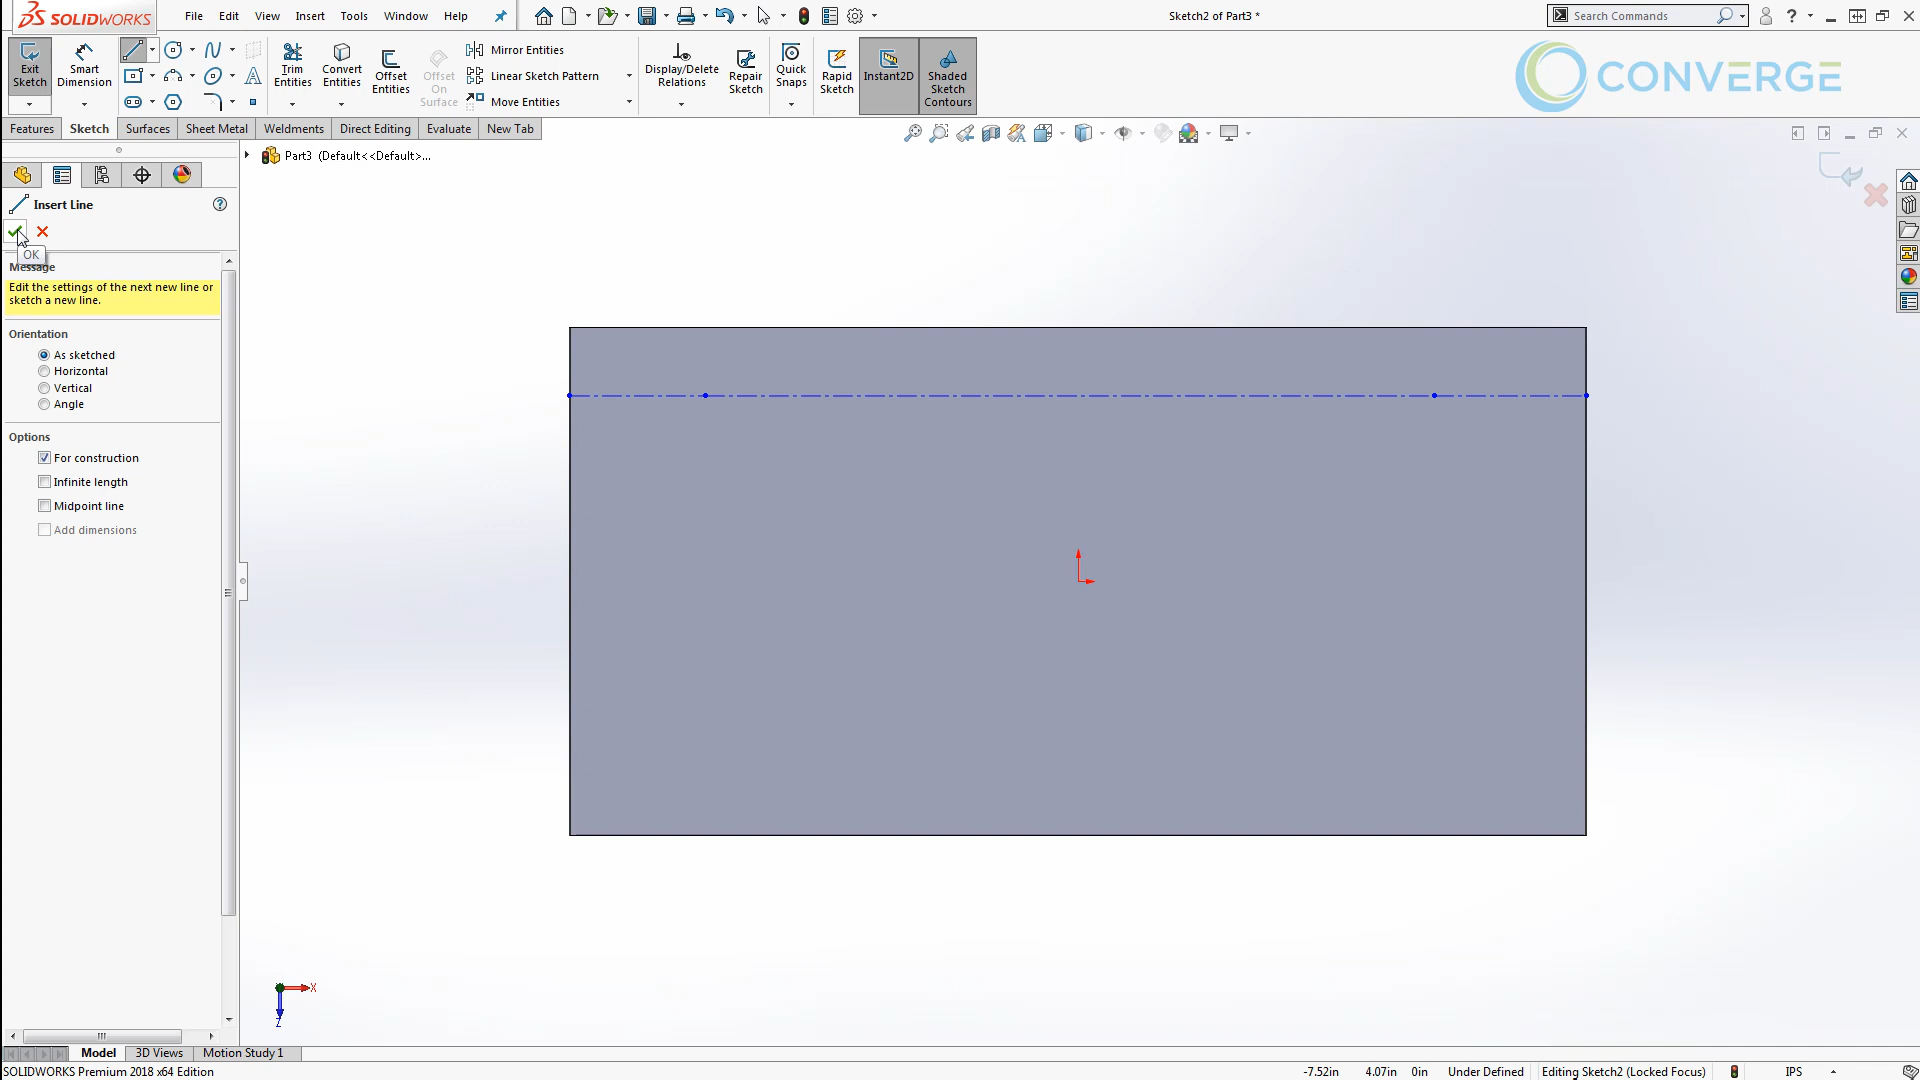 SOLIDWORKS
File Edit View Insert Tools Window Help
Sketch2 of Part3 *
Search Commands
?
Exit Sketch
Smart Dimension
Trim Entities
Convert Entities
Offset Entities
Offset On Surface
Mirror Entities
Linear Sketch Pattern
Move Entities
Display/Delete Relations
Repair Sketch
Quick Snaps
Rapid Sketch
Instant2D
Shaded Sketch Contours
CONVERGE
Features Sketch Surfaces Sheet Metal Weldments Direct Editing Evaluate New Tab
Part3 (Default<<Default>...
Insert Line
?
OK
Message
Edit the settings of the next new line or
sketch a new line.
Orientation
As sketched
Horizontal
Vertical
Angle
Options
For construction
Infinite length
Midpoint line
Add dimensions
X
Z
Model 3D Views Motion Study 1
SOLIDWORKS Premium 2018 x64 Edition
-7.52in 4.07in 0in Under Defined Editing Sketch2 (Locked Focus) IPS